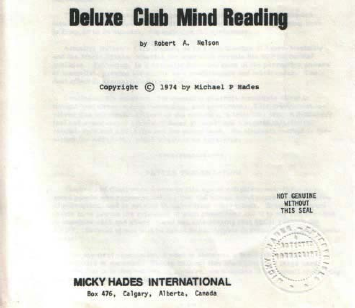 Deluxe Club Mind Reading
by Robert A. Nelson
Copyright © 1974 by Michael P Hades
NOT GENUINE
WITHOUT
THIS SEAL
MICKY HADES INTERNATIONAL
Box 476, Calgary, Alberta, Canada